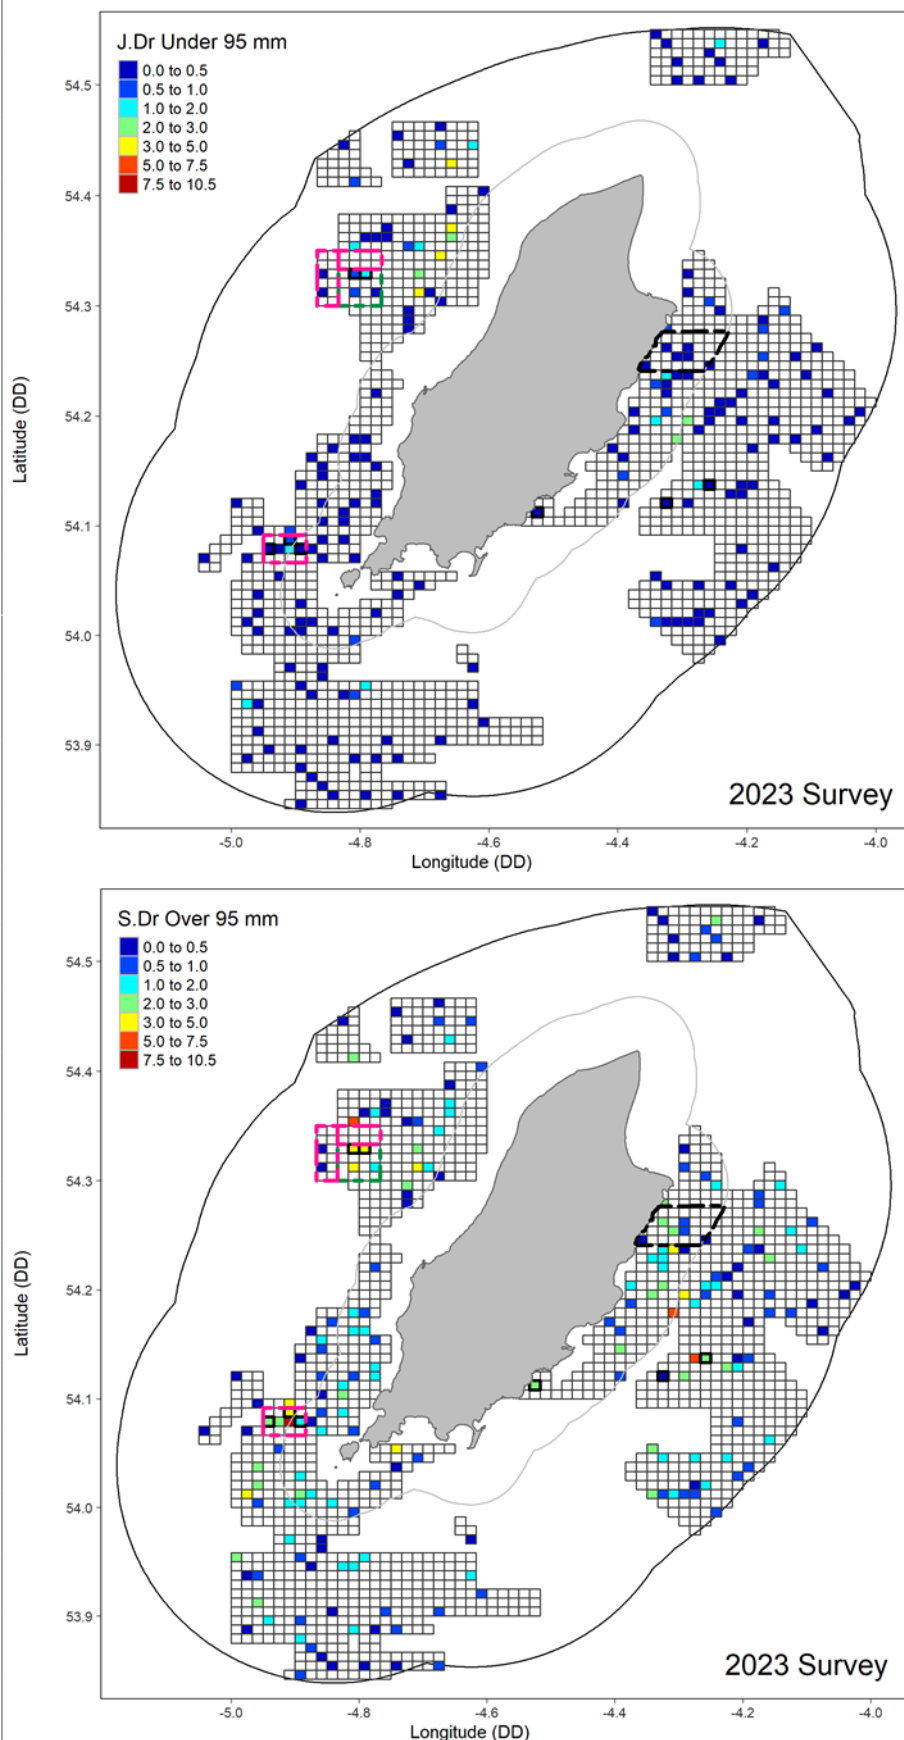 J.Dr Under 95 mm
0.0 to 0.5
0.5 to 1.0
1.0 to 2.0
2.0 to 3.0
3.0 to 5.0
5.0 to 7.5
7.5 to 10.5
54.5
54.4
54.3
54.2
54.1
54.0
53.9
Latitude (DD)
2023 Survey
-5.0 -4.8 -4.6 -4.4 -4.2 -4.0
Longitude (DD)
S.Dr Over 95 mm
0.0 to 0.5
0.5 to 1.0
1.0 to 2.0
2.0 to 3.0
3.0 to 5.0
5.0 to 7.5
7.5 to 10.5
54.5
54.4
54.3
54.2
54.1
54.0
53.9
Latitude (DD)
2023 Survey
-5.0 -4.8 -4.6 -4.4 -4.2 -4.0
Longitude (DD)